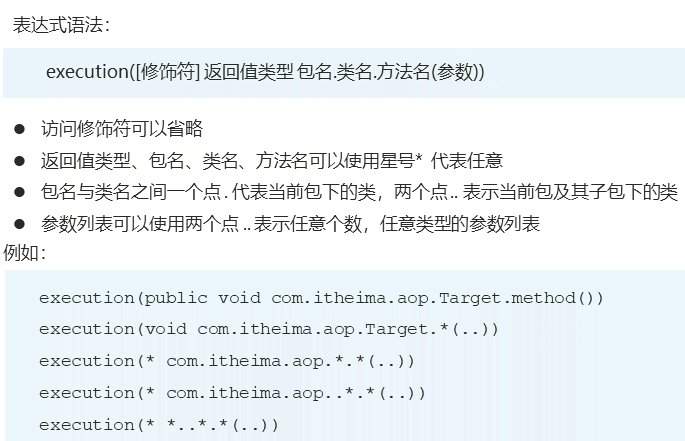 表达式语法：
execution([修饰符] 返回值类型 包名.类名.方法名(参数))
● 访问修饰符可以省略
● 返回值类型、包名、类名、方法名可以使用星号* 代表任意
● 包名与类名之间一个点 . 代表当前包下的类，两个点 .. 表示当前包及其子包下的类
● 参数列表可以使用两个点 .. 表示任意个数，任意类型的参数列表
例如：
execution(public void com.itheima.aop.Target.method())
execution(void com.itheima.aop.Target.*(..))
execution(* com.itheima.aop.*.*(..))
execution(* com.itheima.aop..*.*(..))
execution(* *..*.*(..))